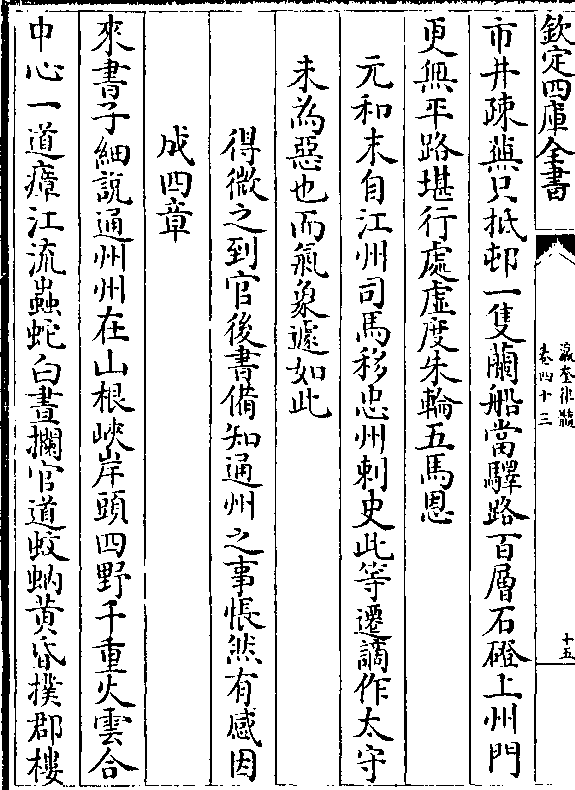 欽定四庫全書
瀛奎律髓
卷四十三
十五
市井疎蕪只抵邨一隻蘭船當驛路百層石磴上州門
更無平路堪行處虛度朱輪五馬恩
元和末自江州司馬移忠州刺史此等遷謫作太守
未為惡也而氣象遽如此
得微之到官後書備知通州之事悵然有感因
成四章
來書子細說通州州在山根峽岸頭四野千重火雲合
中心一道瘴江流蟲蛇白晝攔官道蚊蚋黄昏撲郡樓